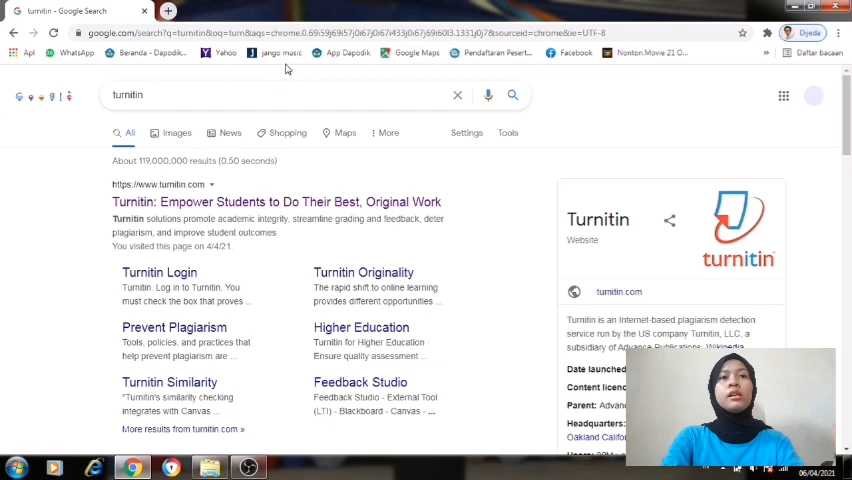 turnitin - Google Search
google.com/search?q=turnitin&oq=turn&aqs=chrome.0.69i59j69i57j0i67j0i67i433j0i67j69i60l3.1331j0j7&sourceid=chrome&ie=UTF-8
Dijeda
Apl
WhatsApp
Beranda - Dapodik...
Yahoo
jango music
App Dapodik
Google Maps
Pendaftaran Pesert...
Facebook
Nonton.Movie 21 O...
»
Daftar bacaan
turnitin
All
Images
News
Shopping
Maps
More
Settings
Tools
About 119,000,000 results (0.50 seconds)
https://www.turnitin.com
Turnitin: Empower Students to Do Their Best, Original Work
Turnitin solutions promote academic integrity, streamline grading and feedback, deter
plagiarism, and improve student outcomes.
You visited this page on 4/4/21.
Turnitin Login
Turnitin. Log in to Turnitin. You
must check the box that proves ...
Turnitin Originality
The rapid shift to online learning
provides different opportunities ...
Prevent Plagiarism
Tools, policies, and practices that
help prevent plagiarism are ...
Higher Education
Turnitin for Higher Education ·
Ensure quality assessment ...
Turnitin Similarity
"Turnitin's similarity checking
integrates with Canvas ...
Feedback Studio
Feedback Studio - External Tool
(LTI) - Blackboard - Canvas - ...
More results from turnitin.com »
Turnitin
Website
turnitin
turnitin.com
Turnitin is an Internet-based plagiarism detection
service run by the US company Turnitin, LLC, a
subsidiary of Advance Publications. Wikipedia
Date launched
Content licenc
Parent: Advan
Headquarters:
Oakland Califor
06/04/2021